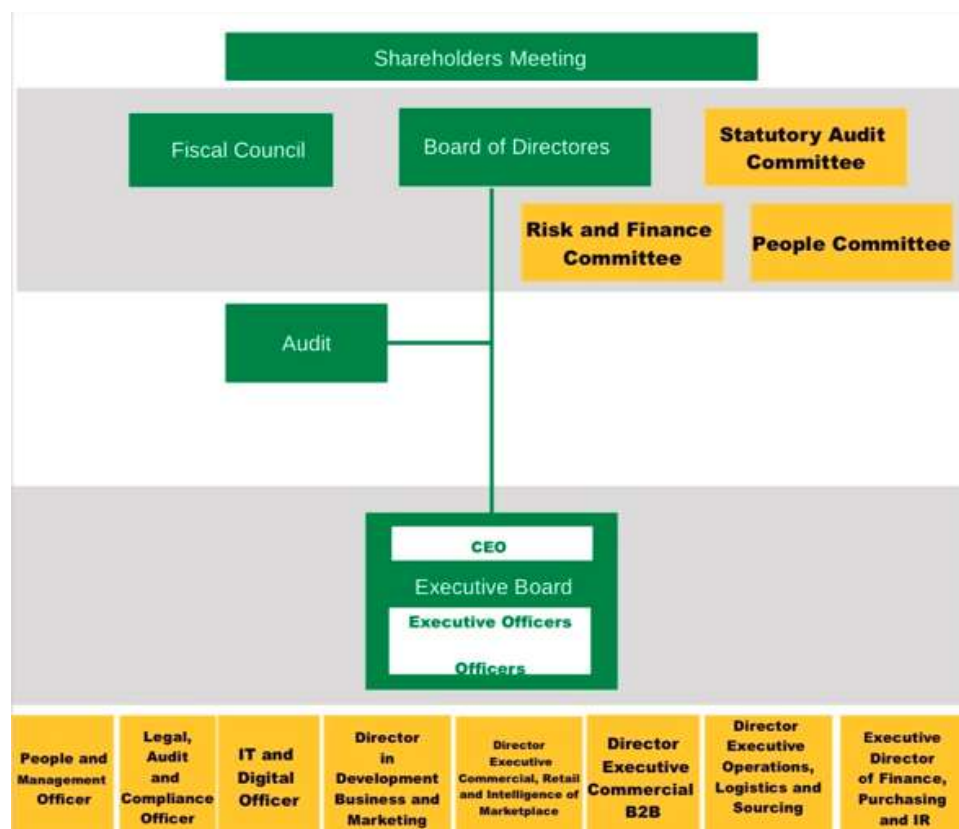 Shareholders Meeting
Fiscal Council
Board of Directores
Statutory Audit
Committee
Risk and Finance
Committee
People Committee
Audit
CEO
Executive Board
Executive Officers
Officers
People and
Management
Officer
Legal,
Audit
and
Compliance
Officer
IT and
Digital
Officer
Director
in
Development
Business and
Marketing
Director
Executive
Commercial, Retail
and Intelligence of
Marketplace
Director
Executive
Commercial
B2B
Director
Executive
Operations,
Logistics and
Sourcing
Executive
Director
of Finance,
Purchasing
and IR